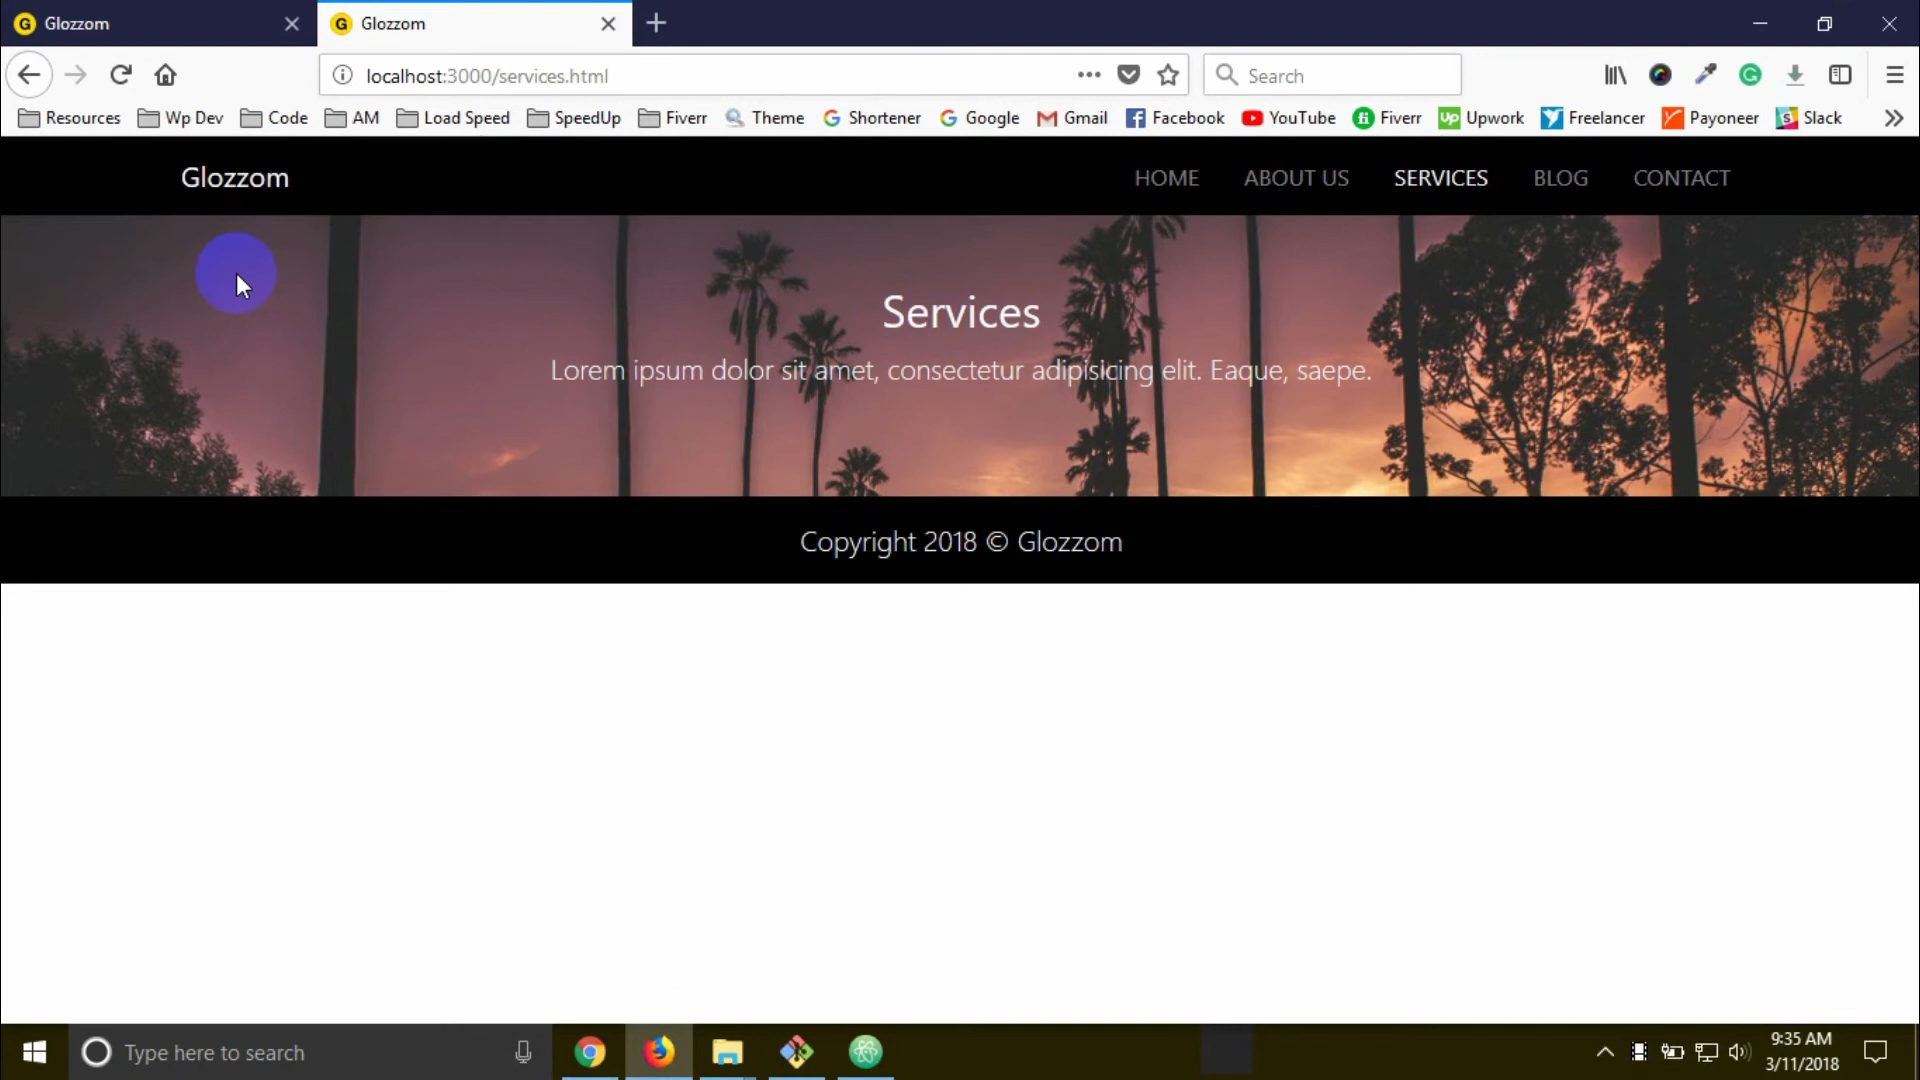 Glozzom
Glozzom
localhost:3000/services.html
Search
Resources Wp Dev Code AM Load Speed SpeedUp Fiverr Theme Shortener Google Gmail Facebook YouTube Fiverr Upwork Freelancer Payoneer Slack
Glozzom
HOME ABOUT US SERVICES BLOG CONTACT
Services
Lorem ipsum dolor sit amet, consectetur adipisicing elit. Eaque, saepe.
Copyright 2018 © Glozzom
Type here to search
9:35 AM
3/11/2018